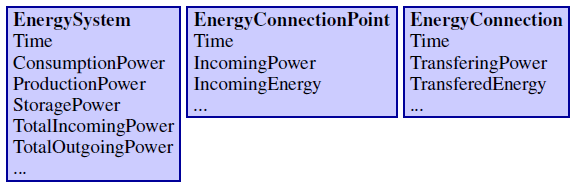 EnergySystem
Time
ConsumptionPower
ProductionPower
StoragePower
TotalIncomingPower
TotalOutgoingPower
...
EnergyConnectionPoint
Time
IncomingPower
IncomingEnergy
...
EnergyConnection
Time
TransferingPower
TransferedEnergy
...